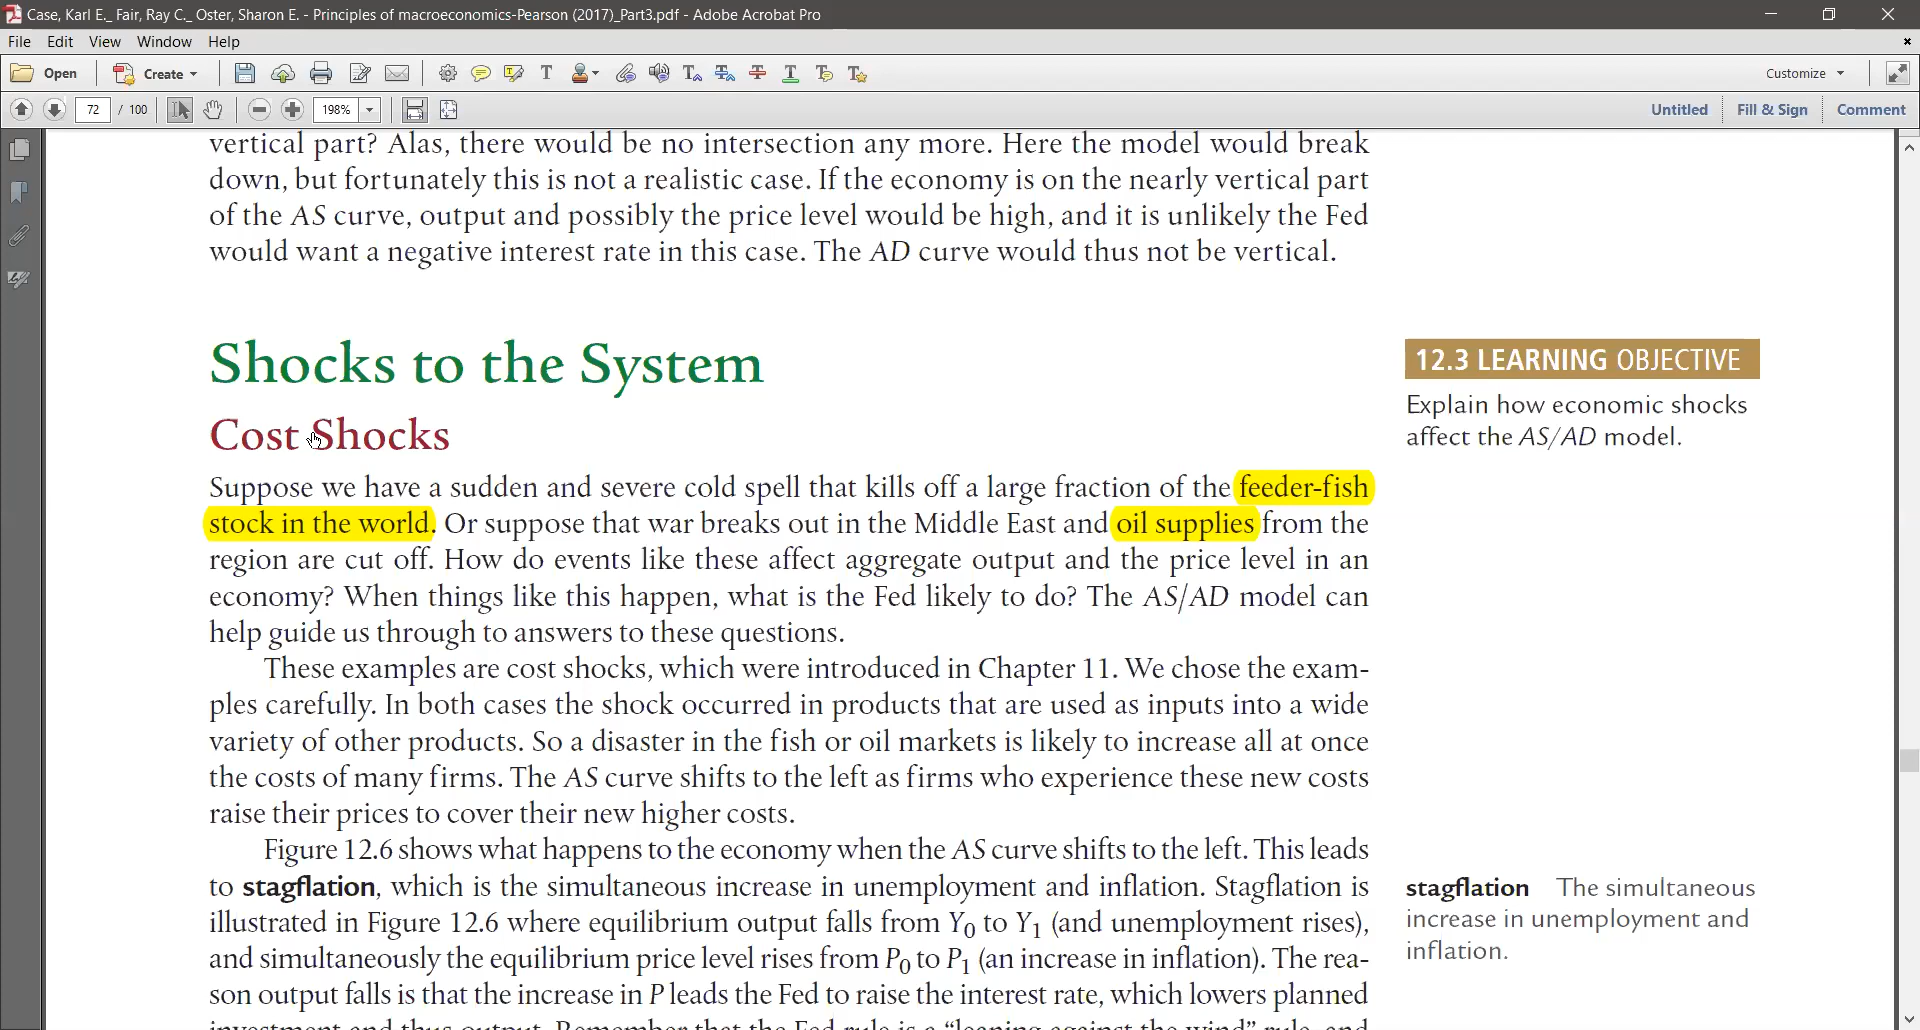 Case, Karl E._ Fair, Ray C._ Oster, Sharon E. - Principles of macroeconomics-Pearson (2017)_Part3.pdf - Adobe Acrobat Pro
File Edit View Window Help
Open Create Customize
72 / 100 198% Untitled Fill & Sign Comment
vertical part? Alas, there would be no intersection any more. Here the model would break
down, but fortunately this is not a realistic case. If the economy is on the nearly vertical part
of the AS curve, output and possibly the price level would be high, and it is unlikely the Fed
would want a negative interest rate in this case. The AD curve would thus not be vertical.
Shocks to the System
Cost Shocks
Suppose we have a sudden and severe cold spell that kills off a large fraction of the feeder-fish
stock in the world. Or suppose that war breaks out in the Middle East and oil supplies from the
region are cut off. How do events like these affect aggregate output and the price level in an
economy? When things like this happen, what is the Fed likely to do? The AS/AD model can
help guide us through to answers to these questions.
These examples are cost shocks, which were introduced in Chapter 11. We chose the exam-
ples carefully. In both cases the shock occurred in products that are used as inputs into a wide
variety of other products. So a disaster in the fish or oil markets is likely to increase all at once
the costs of many firms. The AS curve shifts to the left as firms who experience these new costs
raise their prices to cover their new higher costs.
Figure 12.6 shows what happens to the economy when the AS curve shifts to the left. This leads
to stagflation, which is the simultaneous increase in unemployment and inflation. Stagflation is
illustrated in Figure 12.6 where equilibrium output falls from Y0 to Y1 (and unemployment rises),
and simultaneously the equilibrium price level rises from P0 to P1 (an increase in inflation). The rea-
son output falls is that the increase in P leads the Fed to raise the interest rate, which lowers planned
investment and thus output. Remember that the Fed rule is a “leaning against the wind” rule, and
12.3 LEARNING OBJECTIVE
Explain how economic shocks
affect the AS/AD model.
stagflation The simultaneous
increase in unemployment and
inflation.